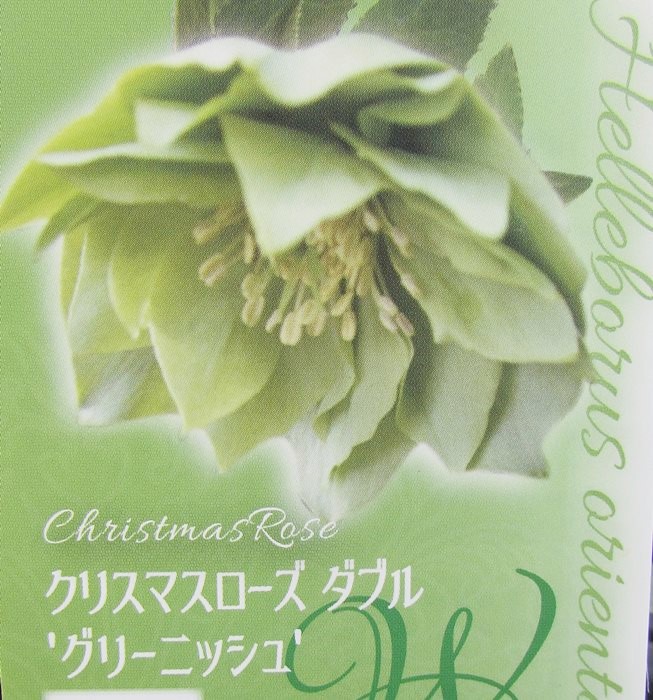 Helleborus orient
ChristmasRose
クリスマスローズ ダブル
'グリーニッシュ'
W